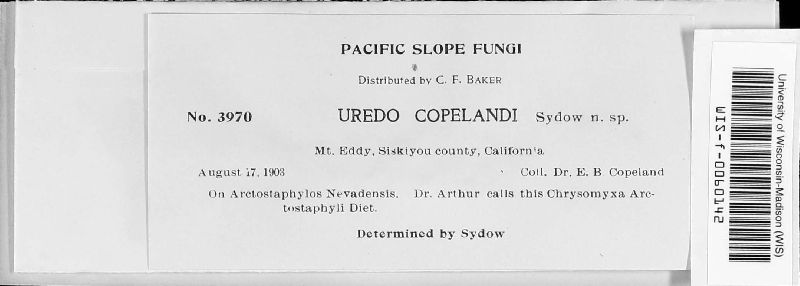 PACIFIC SLOPE FUNGI
Distributed by C. F. BAKER
No. 3970 UREDO COPELANDI Sydow n. sp.
Mt. Eddy, Siskiyou county, California
August 17, 1903 Coll. Dr. E. B. Copeland
On Arctostaphylos Nevadensis. Dr. Arthur calls this Chrysomyxa Arc-
tostaphyli Diet.
Determined by Sydow
University of Wisconsin-Madison (WIS)
WIS-f-0060142